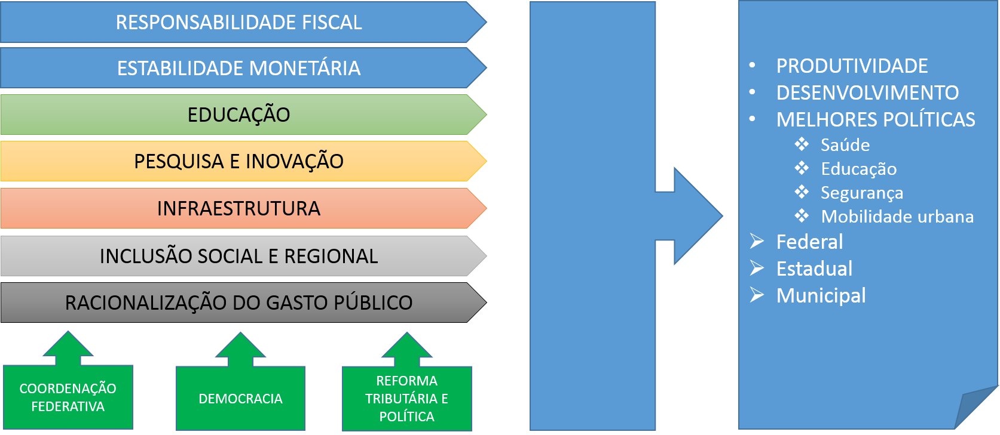 RESPONSABILIDADE FISCAL
ESTABILIDADE MONETÁRIA
EDUCAÇÃO
PESQUISA E INOVAÇÃO
INFRAESTRUTURA
INCLUSÃO SOCIAL E REGIONAL
RACIONALIZAÇÃO DO GASTO PÚBLICO
COORDENAÇÃO
FEDERATIVA
DEMOCRACIA
REFORMA
TRIBUTÁRIA E
POLÍTICA
• PRODUTIVIDADE
• DESENVOLVIMENTO
• MELHORES POLÍTICAS
❖ Saúde
❖ Educação
❖ Segurança
❖ Mobilidade urbana
➢ Federal
➢ Estadual
➢ Municipal